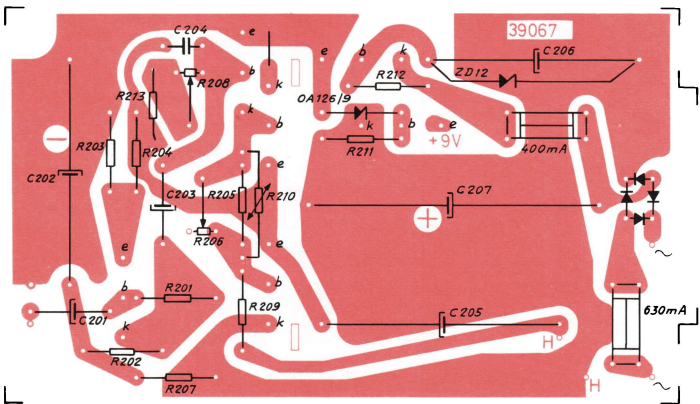 C204
e
39067
e
b
k
C206
R208
b
ZD12
R213
k
R212
OA126/9
k
b
k
b
e
R203
R204
+9V
400mA
R211
C202
e
C203
R205
R210
C207
+
R206
e
e
~
b
R201
C201
R209
k
C205
630mA
k
R202
H
R207
H
~